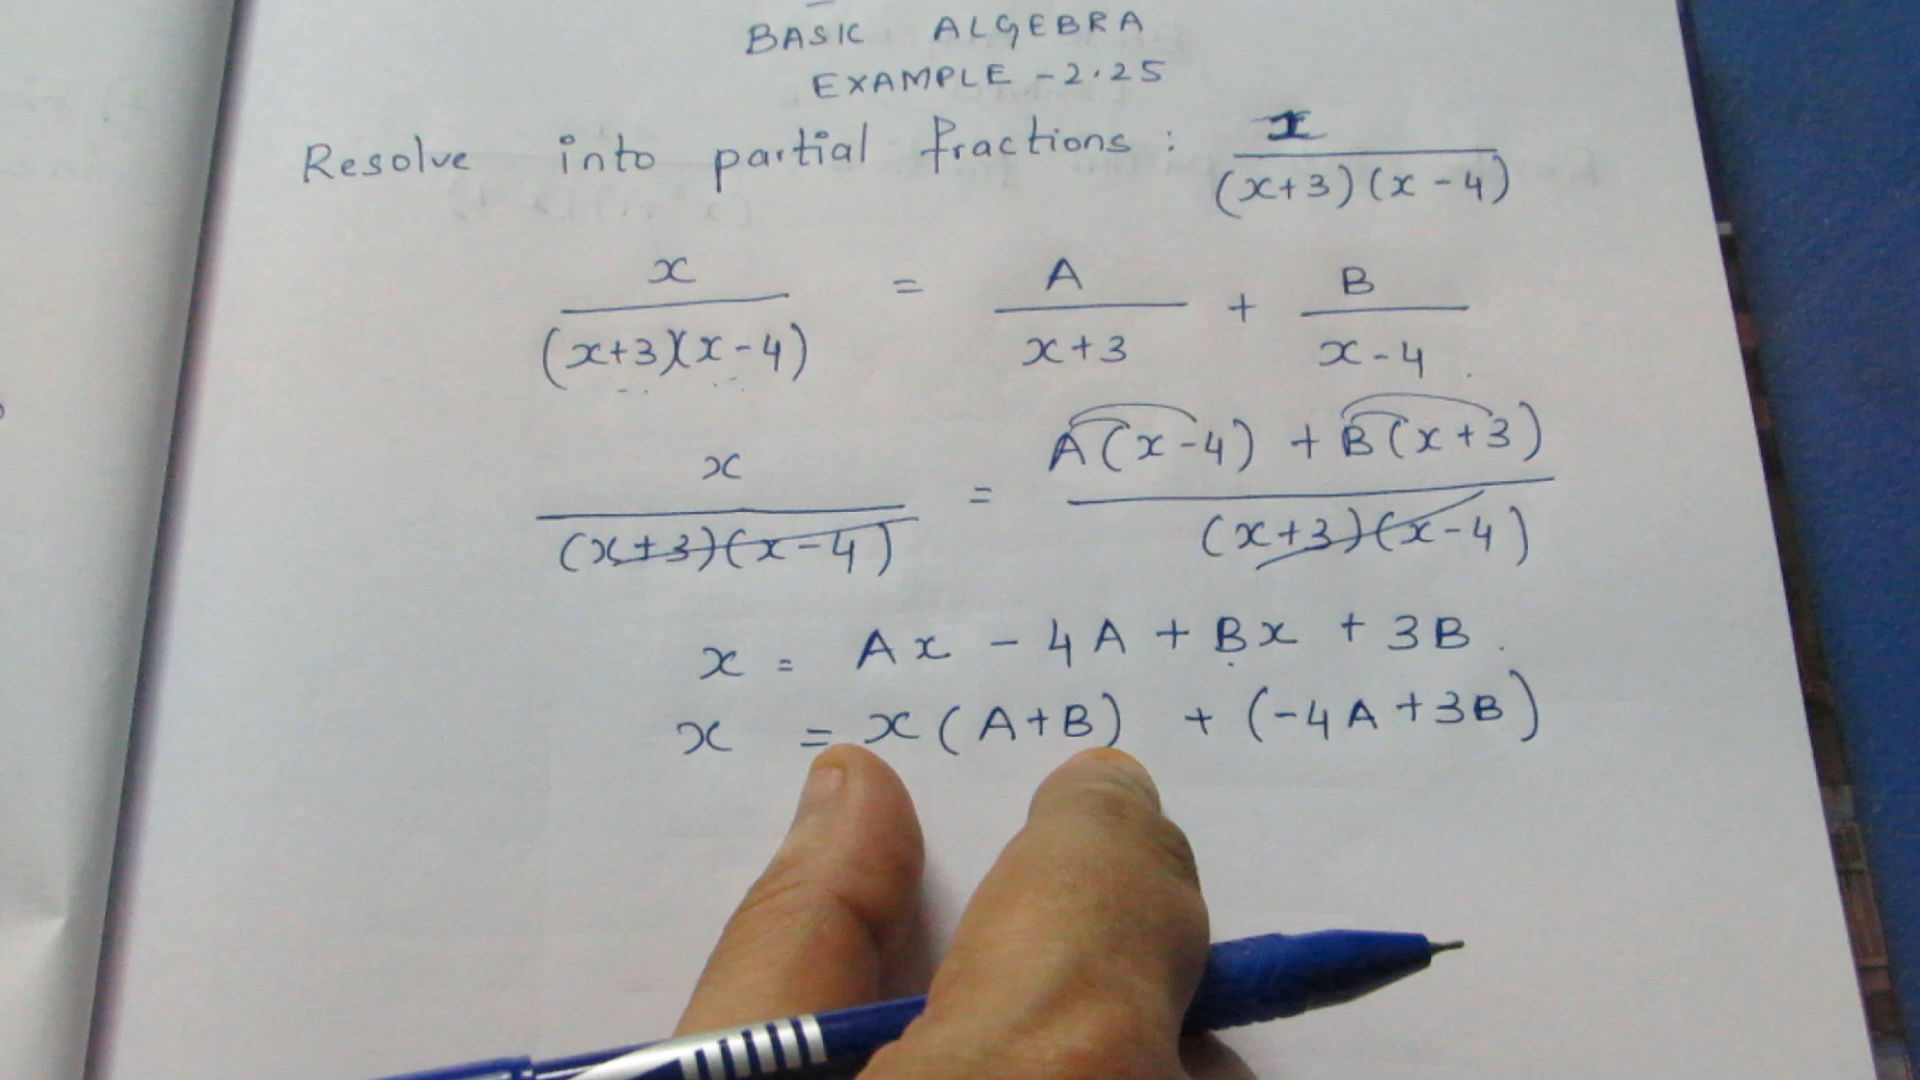 BASIC ALGEBRA
EXAMPLE - 2.25
Resolve into partial fractions : x / (x+3)(x-4)
x / (x+3)(x-4) = A / x+3 + B / x-4
x / (x+3)(x-4) = A(x-4) + B(x+3) / (x+3)(x-4)
x = Ax - 4A + Bx + 3B.
x = x(A+B) + (-4A+3B)